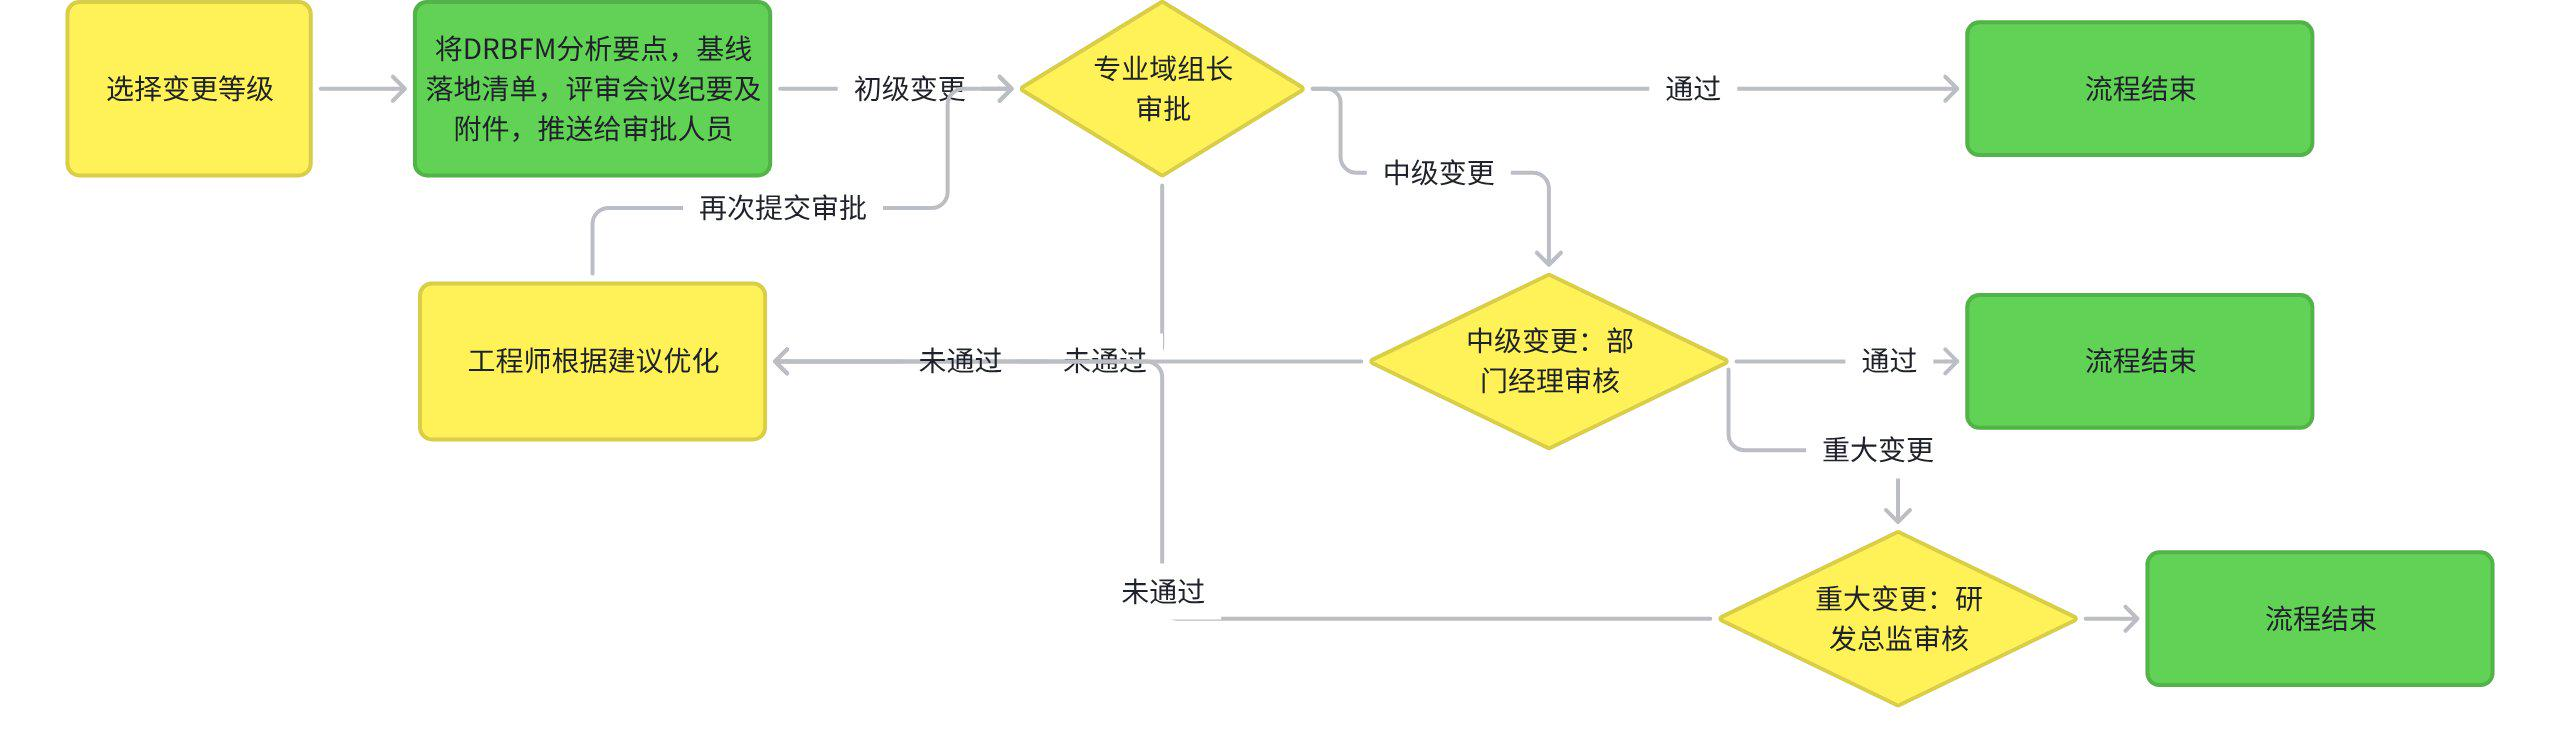 选择变更等级
将DRBFM分析要点，基线
落地清单，评审会议纪要及
附件，推送给审批人员
初级变更
专业域组长
审批
通过
流程结束
中级变更
再次提交审批
工程师根据建议优化
未通过
未通过
中级变更：部
门经理审核
通过
流程结束
重大变更
未通过
重大变更：研
发总监审核
流程结束